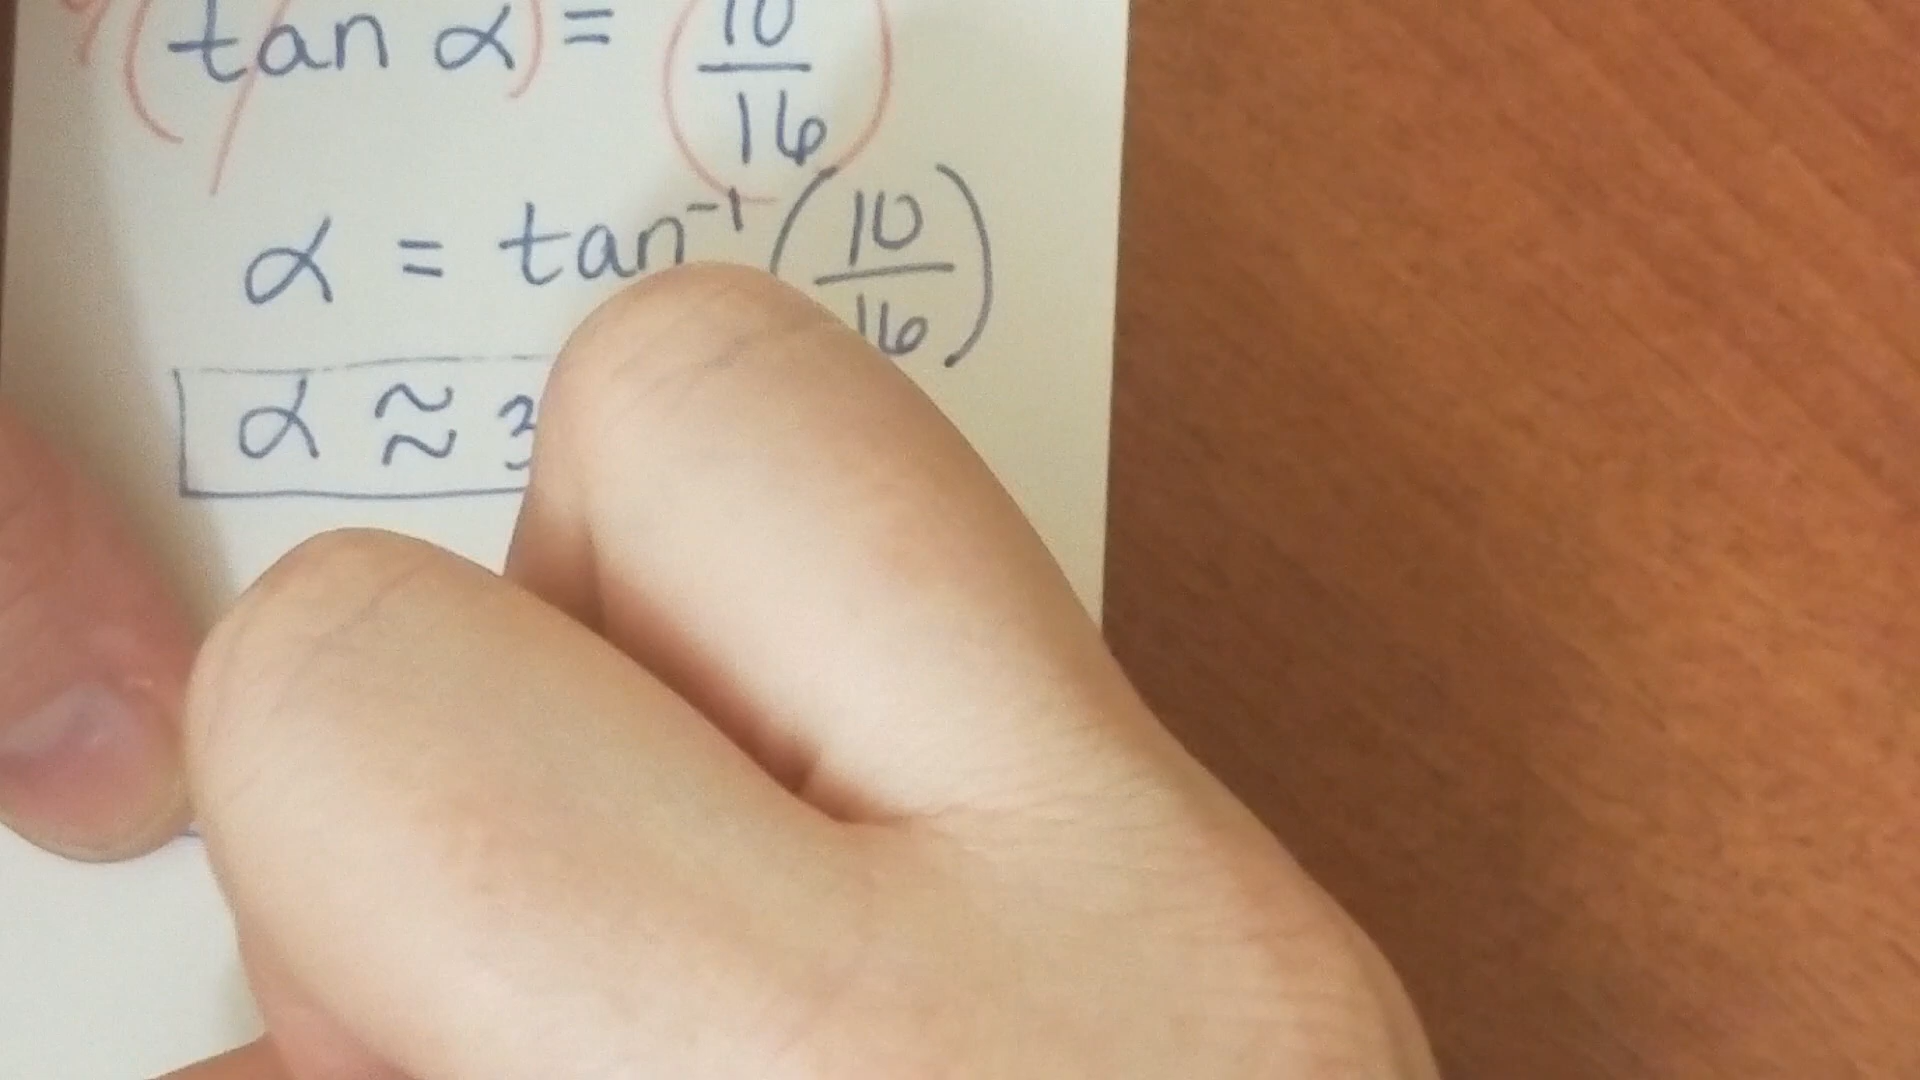 (tan α) = (10/16)
α = tan⁻¹(10/16)
α ≈ 3